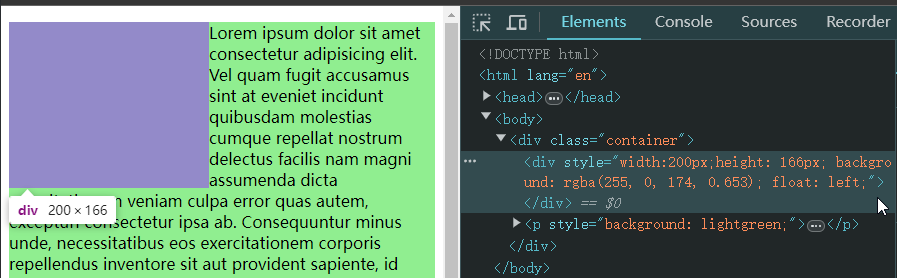 Lorem ipsum dolor sit amet
consectetur adipisicing elit.
Vel quam fugiat accusamus
sint at eveniet incidunt
quibusdam molestias
cumque repellat nostrum
delectus facilis nam magni
assumenda dicta
veniam culpa error quas autem,
consectetur ipsa ab. Consequuntur minus
unde, necessitatibus eos exercitationem corporis
repellendus inventore sit aut provident sapiente, id
div 200 × 166
Elements Console Sources Recorder
<!DOCTYPE html>
<html lang="en">
<head>…</head>
<body>
<div class="container">
<div style="width:200px;height: 166px; backgro
und: rgba(255, 0, 174, 0.653); float: left;">
</div> == $0
<p style="background: lightgreen;">…</p>
</div>
</body>